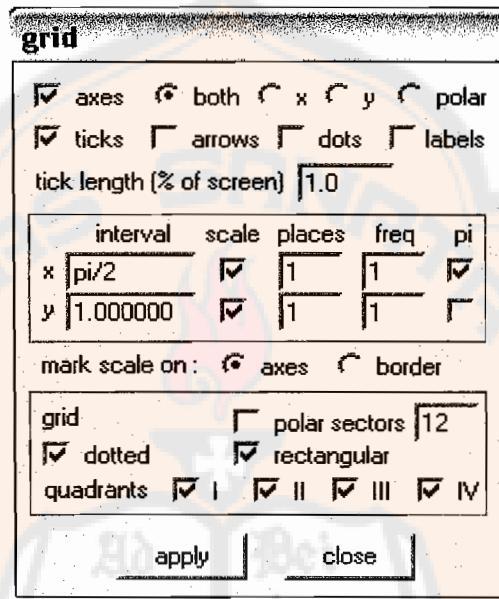 grid
axes both x y polar
ticks arrows dots labels
tick length (% of screen) 1.0
interval scale places freq pi
x pi/2 1 1
y 1.000000 1 1
mark scale on : axes border
grid polar sectors 12
dotted rectangular
quadrants I II III IV
apply close
Ad Bei